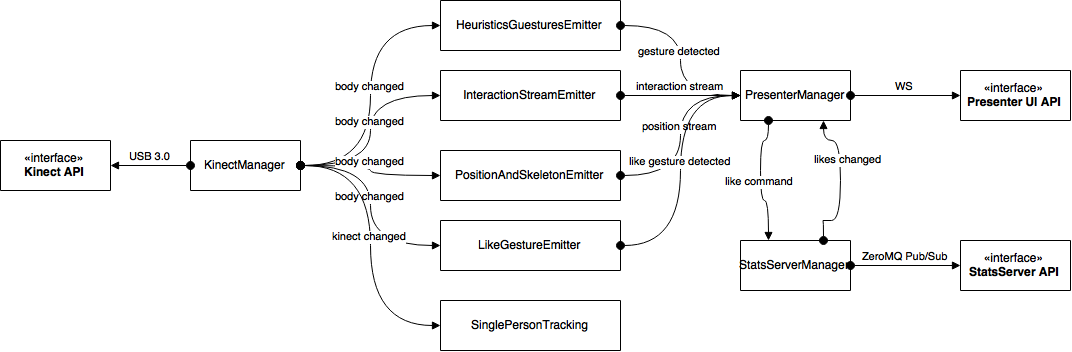 HeuristicsGuesturesEmitter
gesture detected
body changed
InteractionStreamEmitter
interaction stream
PresenterManager
WS
«interface»
Presenter UI API
body changed
position stream
«interface»
Kinect API
USB 3.0
KinectManager
body changed
PositionAndSkeletonEmitter
like gesture detected
likes changed
like command
body changed
kinect changed
LikeGestureEmitter
StatsServerManager
ZeroMQ Pub/Sub
«interface»
StatsServer API
SinglePersonTracking